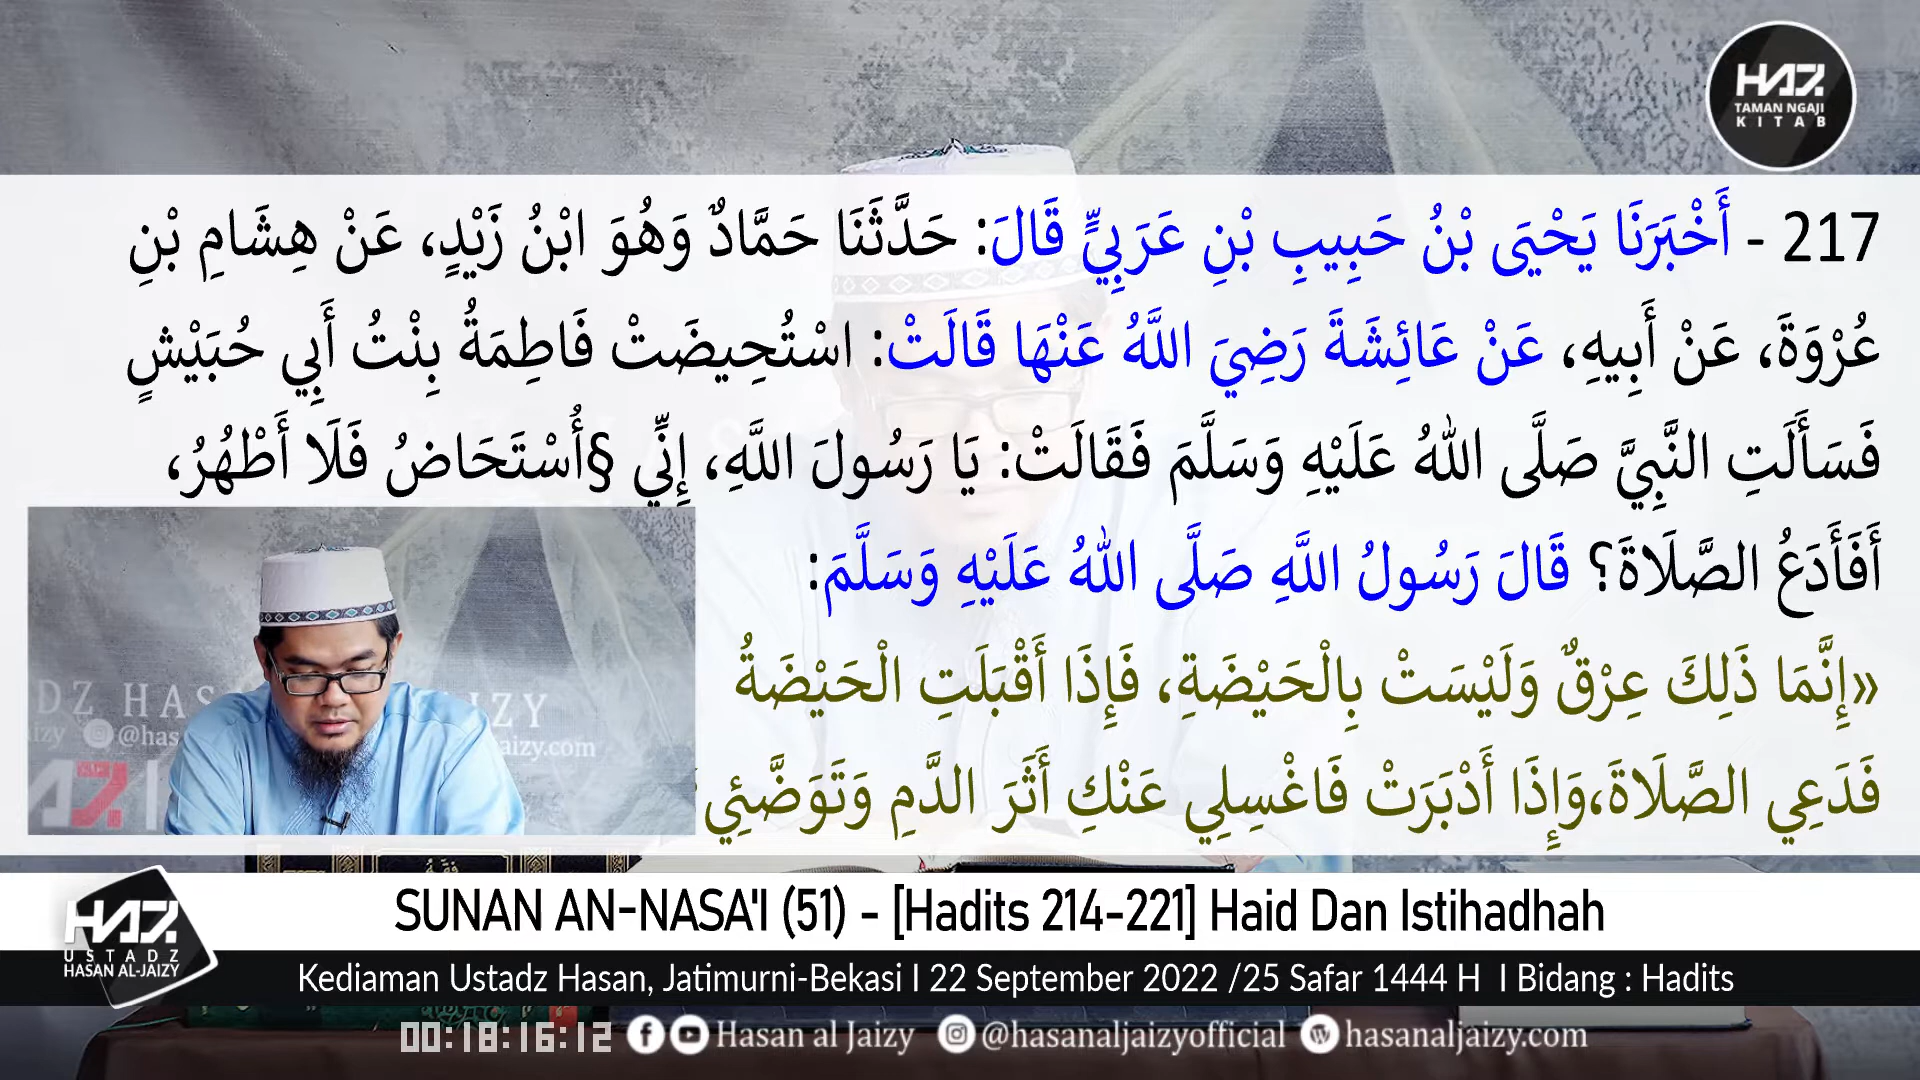 HAZ
TAMAN NGAJI
KITAB
217 - أَخْبَرَنَا يَحْيَى بْنُ حَبِيبِ بْنِ عَرَبِيٍّ قَالَ: حَدَّثَنَا حَمَّادٌ وَهُوَ ابْنُ زَيْدٍ، عَنْ هِشَامِ بْنِ
عُرْوَةَ، عَنْ أَبِيهِ، عَنْ عَائِشَةَ رَضِيَ اللَّهُ عَنْهَا قَالَتْ: اسْتُحِيضَتْ فَاطِمَةُ بِنْتُ أَبِي حُبَيْشٍ
فَسَأَلَتِ النَّبِيَّ صَلَّى اللهُ عَلَيْهِ وَسَلَّمَ فَقَالَتْ: يَا رَسُولَ اللَّهِ، إِنِّي §أُسْتَحَاضُ فَلَا أَطْهُرُ،
أَفَأَدَعُ الصَّلَاةَ؟ قَالَ رَسُولُ اللَّهِ صَلَّى اللهُ عَلَيْهِ وَسَلَّمَ:
«إِنَّمَا ذَلِكَ عِرْقٌ وَلَيْسَتْ بِالْحَيْضَةِ، فَإِذَا أَقْبَلَتِ الْحَيْضَةُ
فَدَعِي الصَّلَاةَ،وَإِذَا أَدْبَرَتْ فَاغْسِلِي عَنْكِ أَثَرَ الدَّمِ وَتَوَضَّئِي
SUNAN AN-NASA'I (51) - [Hadits 214-221] Haid Dan Istihadhah
HAZ
USTADZ
HASAN AL-JAIZY
Kediaman Ustadz Hasan, Jatimurni-Bekasi I 22 September 2022 /25 Safar 1444 H I Bidang : Hadits
00:18:16:12 Hasan al Jaizy @hasanaljaizyofficial hasanaljaizy.com